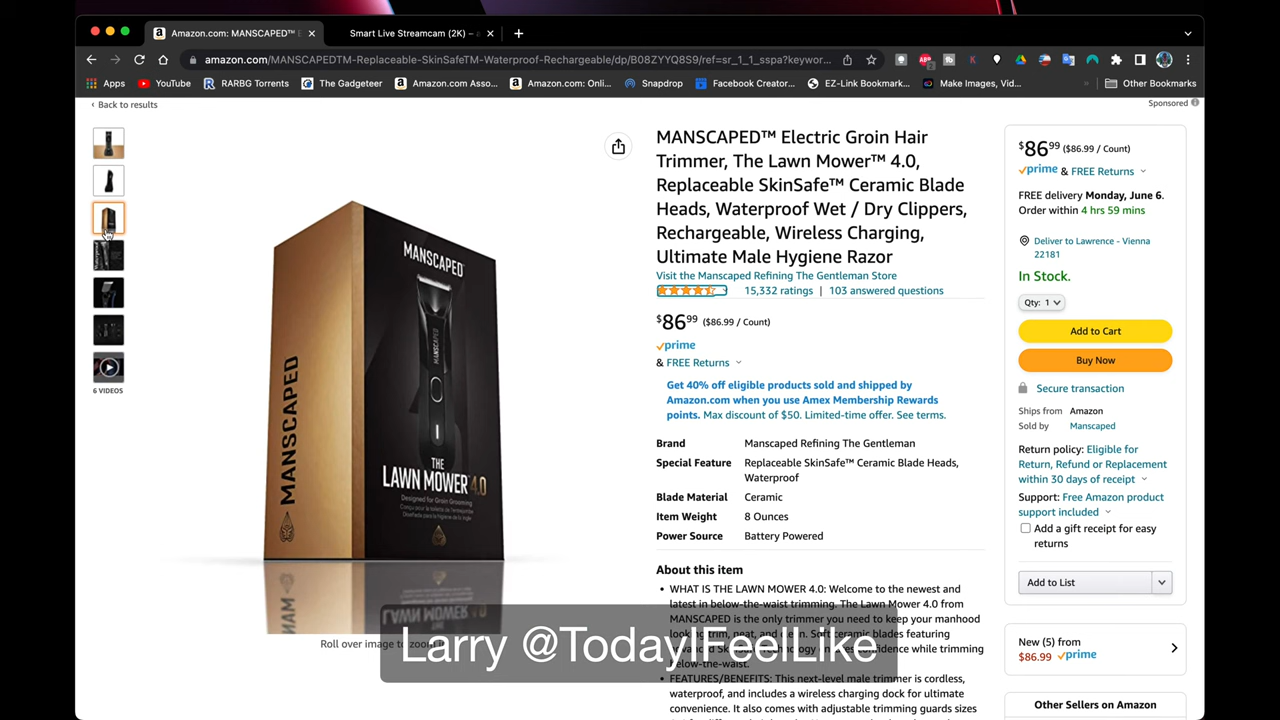 Amazon.com: MANSCAPED™ E
Smart Live Streamcam (2K) – a
amazon.com/MANSCAPEDTM-Replaceable-SkinSafeTM-Waterproof-Rechargeable/dp/B08ZYYQ8S9/ref=sr_1_1_sspa?keywor...
Apps
YouTube
RARBG Torrents
The Gadgeteer
Amazon.com Asso...
Amazon.com: Onli...
Snapdrop
Facebook Creator...
EZ-Link Bookmark...
Make Images, Vid...
Other Bookmarks
‹ Back to results
Sponsored
MANSCAPED™ Electric Groin Hair
Trimmer, The Lawn Mower™ 4.0,
Replaceable SkinSafe™ Ceramic Blade
Heads, Waterproof Wet / Dry Clippers,
Rechargeable, Wireless Charging,
Ultimate Male Hygiene Razor
Visit the Manscaped Refining The Gentleman Store
15,332 ratings | 103 answered questions
$86.99 ($86.99 / Count)
prime
& FREE Returns
Get 40% off eligible products sold and shipped by
Amazon.com when you use Amex Membership Rewards
points. Max discount of $50. Limited-time offer. See terms.
Brand Manscaped Refining The Gentleman
Special Feature Replaceable SkinSafe™ Ceramic Blade Heads,
Waterproof
Blade Material Ceramic
Item Weight 8 Ounces
Power Source Battery Powered
About this item
• WHAT IS THE LAWN MOWER 4.0: Welcome to the newest and
latest in below-the-waist trimming. The Lawn Mower 4.0 from
MANSCAPED is the only trimmer you need to keep your manhood
looking trim, neat, and clean. Soft ceramic blades featuring
while trimming
below-the-waist.
• FEATURES/BENEFITS: This next-level male trimmer is cordless,
waterproof, and includes a wireless charging dock for ultimate
convenience. It also comes with adjustable trimming guards sizes
6 VIDEOS
MANSCAPED
MANSCAPED
MANSCAPED
THE
LAWN MOWER 4.0
Designed for Groin Grooming
Roll over image to zoom
Larry @TodayIFeelLike
$86.99 ($86.99 / Count)
prime & FREE Returns
FREE delivery Monday, June 6.
Order within 4 hrs 59 mins
Deliver to Lawrence - Vienna
22181
In Stock.
Qty: 1
Add to Cart
Buy Now
Secure transaction
Ships from Amazon
Sold by Manscaped
Return policy: Eligible for
Return, Refund or Replacement
within 30 days of receipt
Support: Free Amazon product
support included
Add a gift receipt for easy
returns
Add to List
New (5) from
$86.99 prime
Other Sellers on Amazon